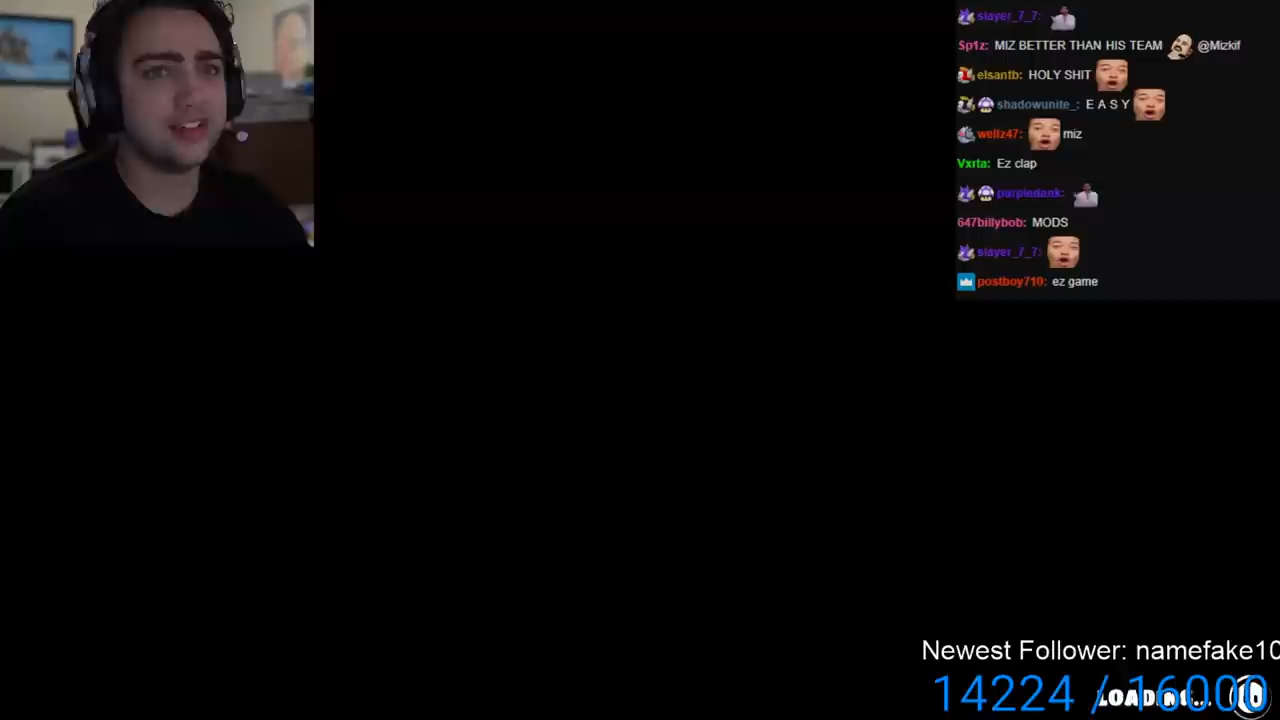 slayer_7_7:
Sp1z: MIZ BETTER THAN HIS TEAM @Mizkif
elsantb: HOLY SHIT
shadowunite_: E A S Y
wellz47: miz
Vxrta: Ez clap
purpledank:
647billybob: MODS
slayer_7_7:
postboy710: ez game
Newest Follower: namefake10
14224 / 16000
LOADING...